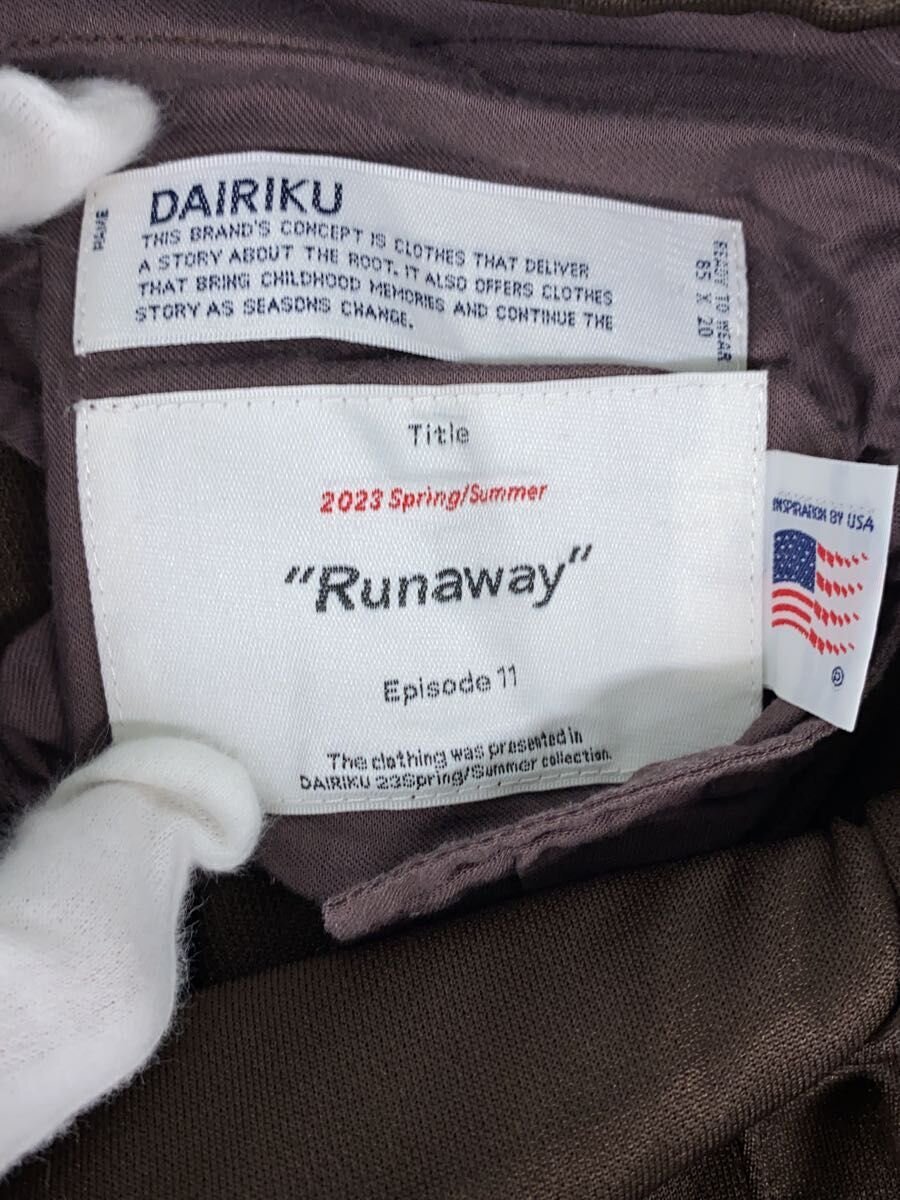 DAIRIKU
THIS BRAND'S CONCEPT IS CLOTHES THAT DELIVER
A STORY ABOUT THE ROOT. IT ALSO OFFERS CLOTHES
THAT BRING CHILDHOOD MEMORIES AND CONTINUE THE
STORY AS SEASONS CHANGE.
NAME
READY TO WEAR
85 X 20
Title
2023 Spring/Summer
"Runaway"
Episode 11
The clothing was presented in
DAIRIKU 23Spring/Summer collection.
INSPIRATION BY USA
®